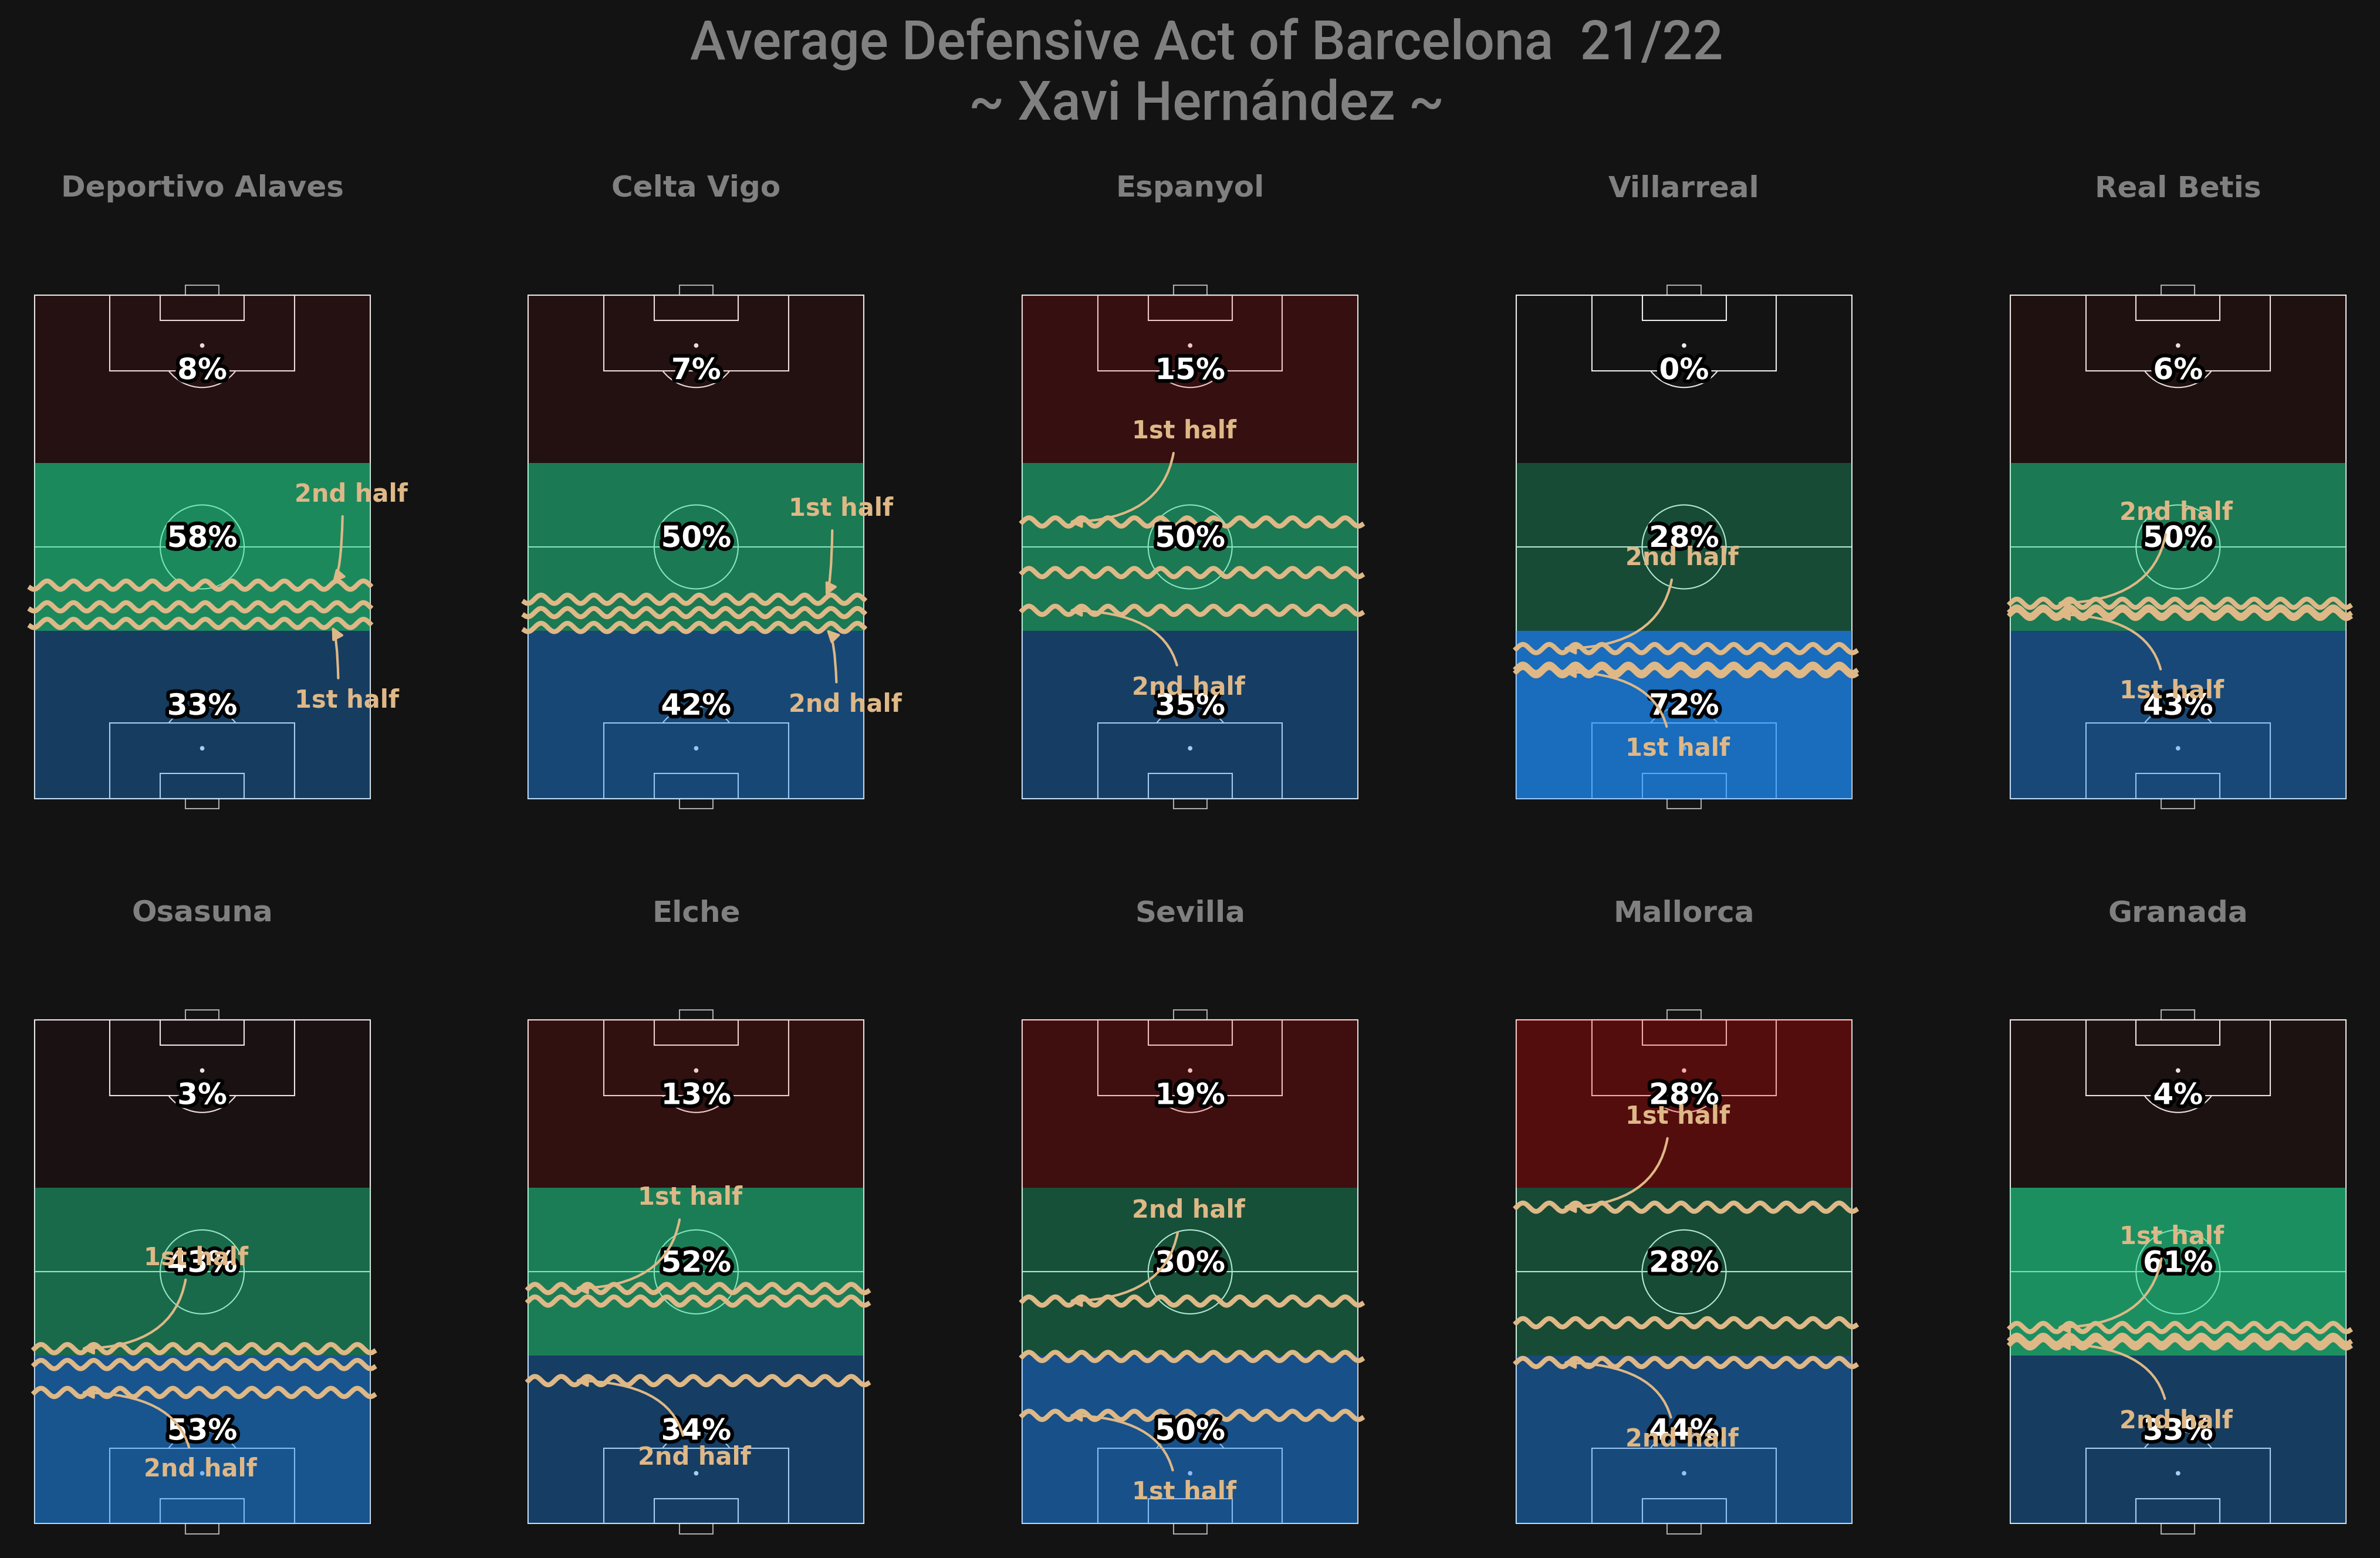 Average Defensive Act of Barcelona  21/22
~ Xavi Hernández ~
Deportivo Alaves
8%
2nd half
58%
33%
1st half
Celta Vigo
7%
1st half
50%
42%
2nd half
Espanyol
15%
1st half
50%
2nd half
35%
Villarreal
0%
28%
2nd half
72%
1st half
Real Betis
6%
2nd half
50%
1st half
43%
Osasuna
3%
1st half
43%
53%
2nd half
Elche
13%
1st half
52%
34%
2nd half
Sevilla
19%
2nd half
30%
50%
1st half
Mallorca
28%
1st half
28%
44%
2nd half
Granada
4%
1st half
61%
2nd half
33%